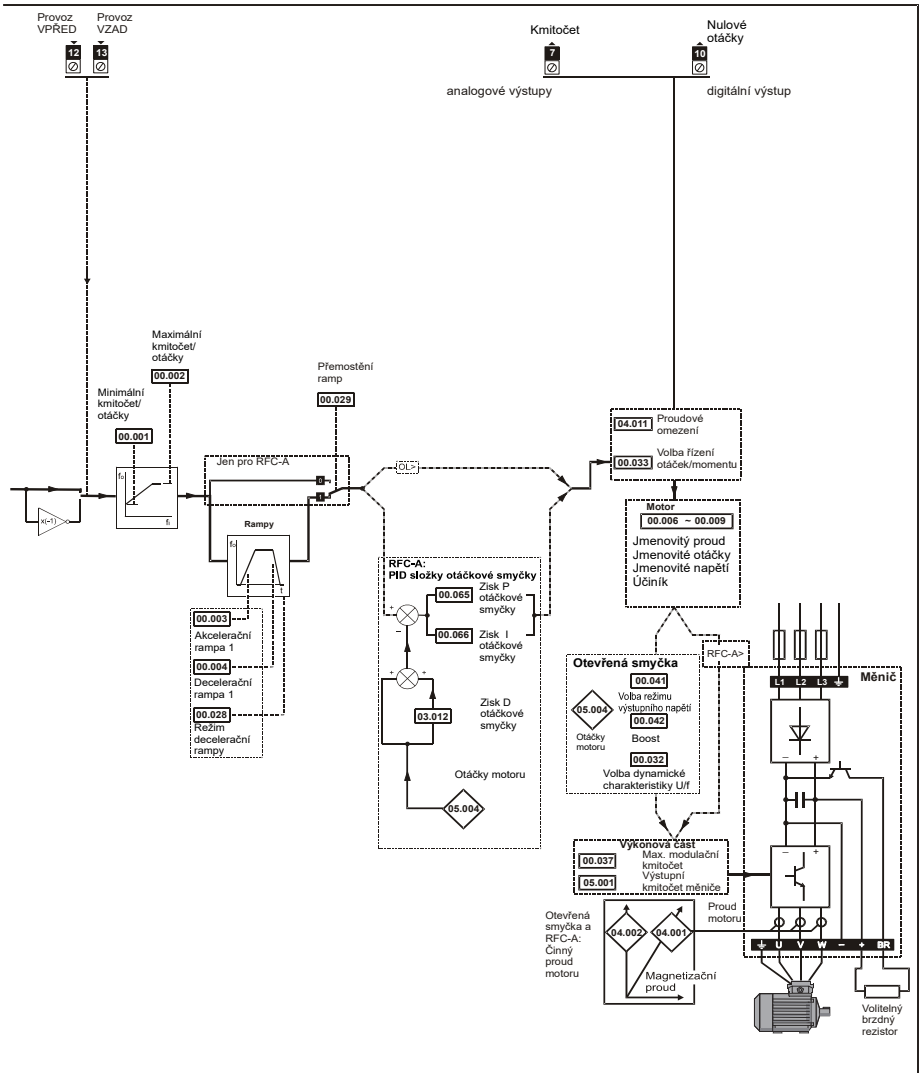 Provoz
VPŘED
Provoz
VZAD
12
13
Kmitočet
7
Nulové
otáčky
10
analogové výstupy
digitální výstup
Maximální
kmitočet/
otáčky
00.002
Minimální
kmitočet/
otáčky
00.001
Přemostění
ramp
00.029
04.011
Proudové
omezení
00.033
Volba řízení
otáček/momentu
Jen pro RFC-A
OL>
0
1
x(–1)
Rampy
t
Motor
00.006 ~ 00.009
Jmenovitý proud
Jmenovité otáčky
Jmenovité napětí
Účiník
RFC-A:
PID složky otáčkové smyčky
00.065
Zisk P
otáčkové
smyčky
00.066
Zisk I
otáčkové
smyčky
+
–
+
+
03.012
Zisk D
otáčkové
smyčky
Otáčky motoru
05.004
00.003
Akcelerační
rampa 1
00.004
Decelerační
rampa 1
00.028
Režim
decelerační
rampy
RFC-A>
Otevřená smyčka
00.041
Volba režimu
výstupního napětí
05.004
Otáčky
motoru
00.042
Boost
00.032
Volba dynamické
charakteristiky U/f
Měnič
L1 L2 L3
– +
– +
Výkonová část
00.037
Max. modulační
kmitočet
05.001
Výstupní
kmitočet měniče
Proud
motoru
Otevřená
smyčka a
RFC-A:
Činný
proud
motoru
04.002
04.001
Magnetizační
proud
U V W – + BR
Volitelný
brzdný
rezistor